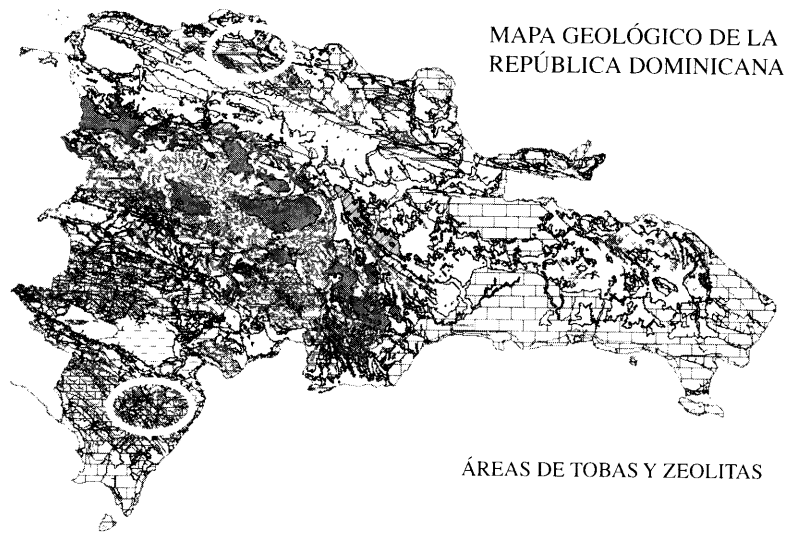 MAPA GEOLÓGICO DE LA
REPÚBLICA DOMINICANA
ÁREAS DE TOBAS Y ZEOLITAS